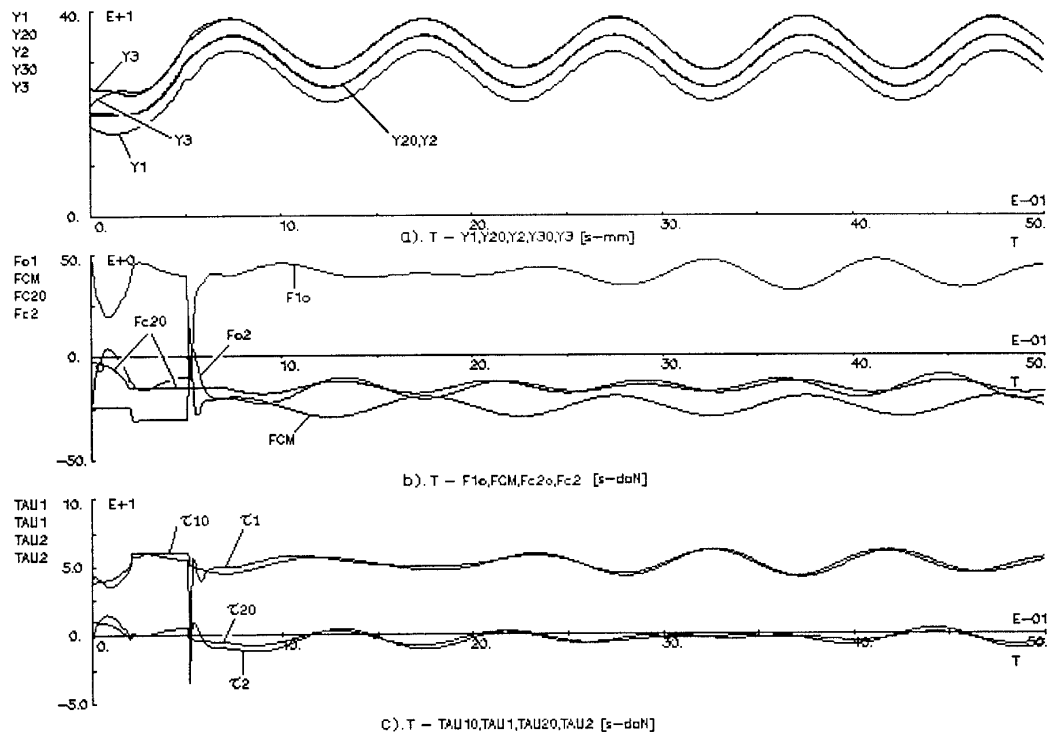 Y1
Y20
Y2
Y30
Y3
40.
E+1
Y3
Y3
Y1
Y20,Y2
0.
0.
10.
20.
30.
40.
50.
E-01
T
a). T - Y1,Y20,Y2,Y30,Y3 [s-mm]
Fo1
FCM
FC20
Fc2
50.
E+0
F1o
Fc20
Fo2
FCM
0.
0.
10.
20.
30.
40.
50.
E-01
T
-50.
b). T - F1o,FCM,Fc2o,Fc2 [s-daN]
TAU1
TAU1
TAU2
TAU2
10.
E+1
τ10
τ1
5.0
τ20
τ2
0.
0.
10.
20.
30.
40.
50.
E-01
T
-5.0
C). T - TAU10,TAU1,TAU20,TAU2 [s-daN]